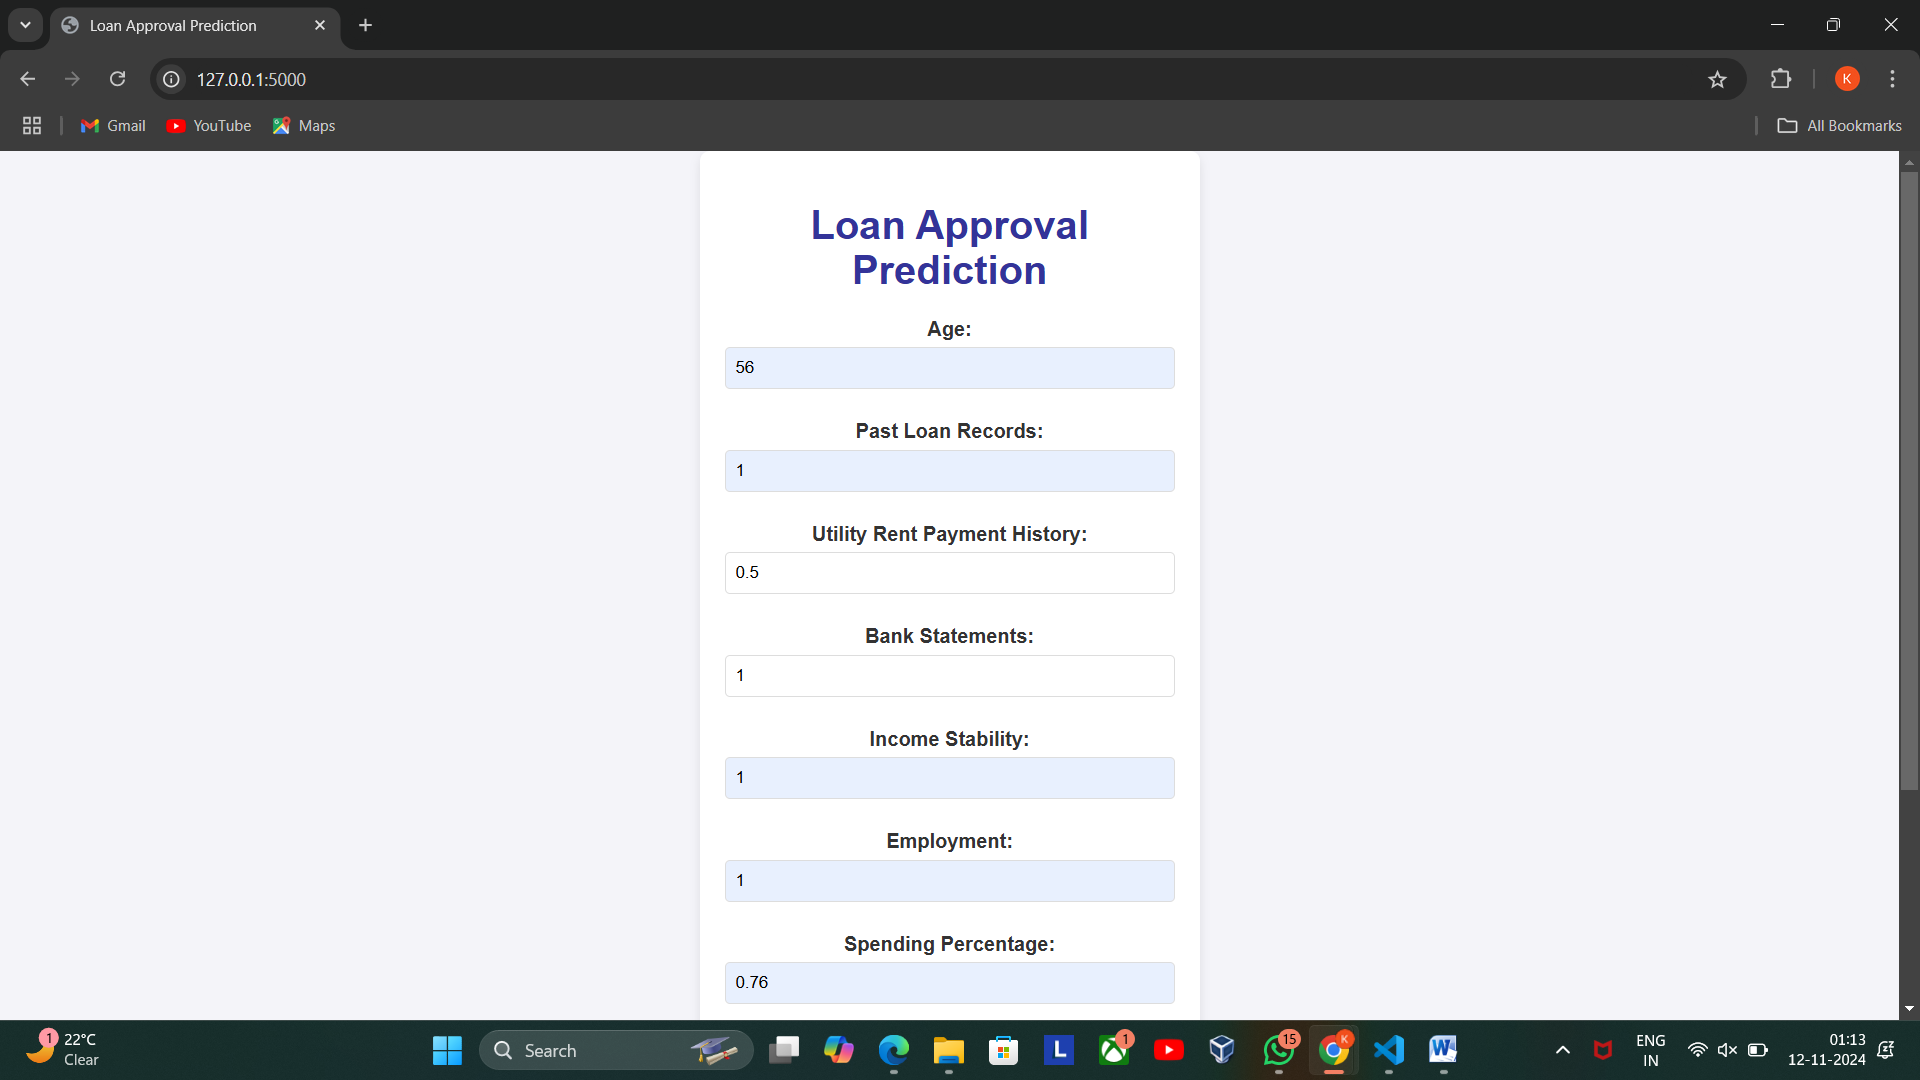 Loan Approval Prediction
127.0.0.1:5000
K
Gmail
YouTube
Maps
All Bookmarks
Loan Approval
Prediction
Age:
56
Past Loan Records:
1
Utility Rent Payment History:
0.5
Bank Statements:
1
Income Stability:
1
Employment:
1
Spending Percentage:
0.76
1
22°C
Clear
Search
L
1
15
K
W
ENG
IN
01:13
12-11-2024